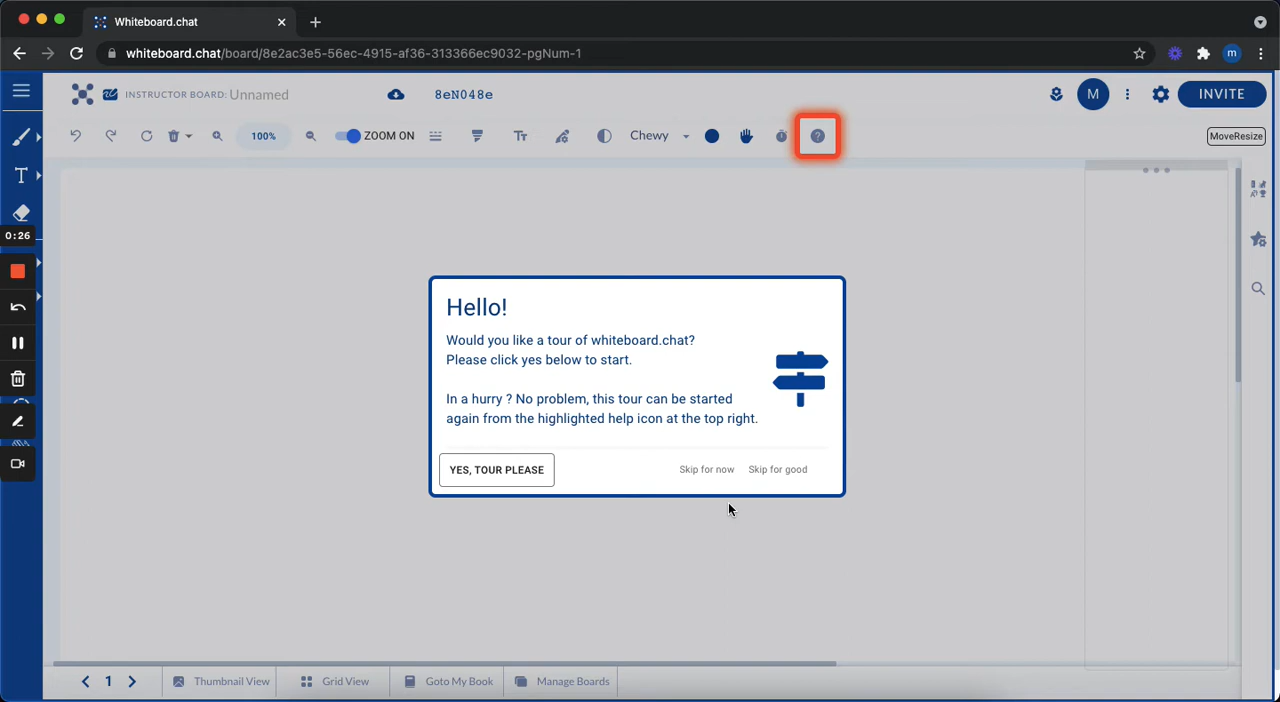 Whiteboard.chat
whiteboard.chat/board/8e2ac3e5-56ec-4915-af36-313366ec9032-pgNum-1
m
INSTRUCTOR BOARD: Unnamed
8eN048e
M
INVITE
100%
ZOOM ON
Tт
Chewy
?
MoveResize
T
0:26
Hello!
Would you like a tour of whiteboard.chat?
Please click yes below to start.
In a hurry ? No problem, this tour can be started
again from the highlighted help icon at the top right.
YES, TOUR PLEASE
Skip for now
Skip for good
1
Thumbnail View
Grid View
Goto My Book
Manage Boards